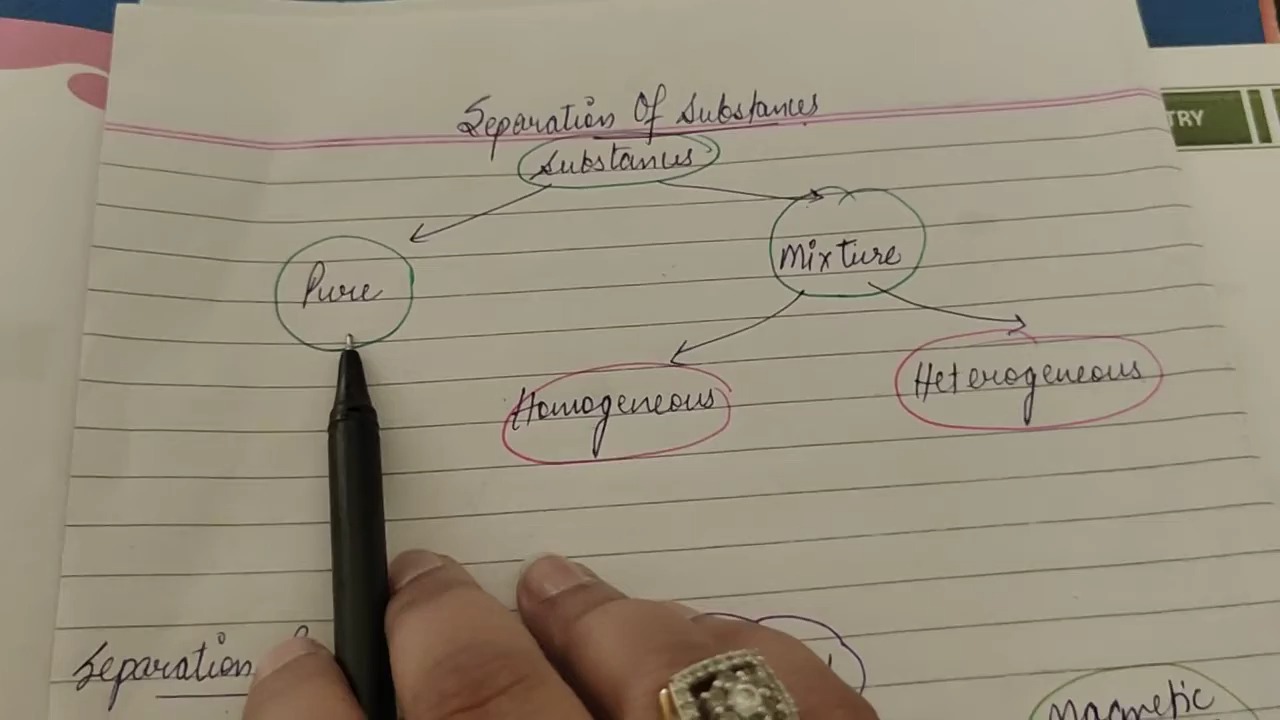 Separation Of Substances
TRY
Substances
Pure
Mixture
Homogeneous
Heterogeneous
Separation
Magnetic